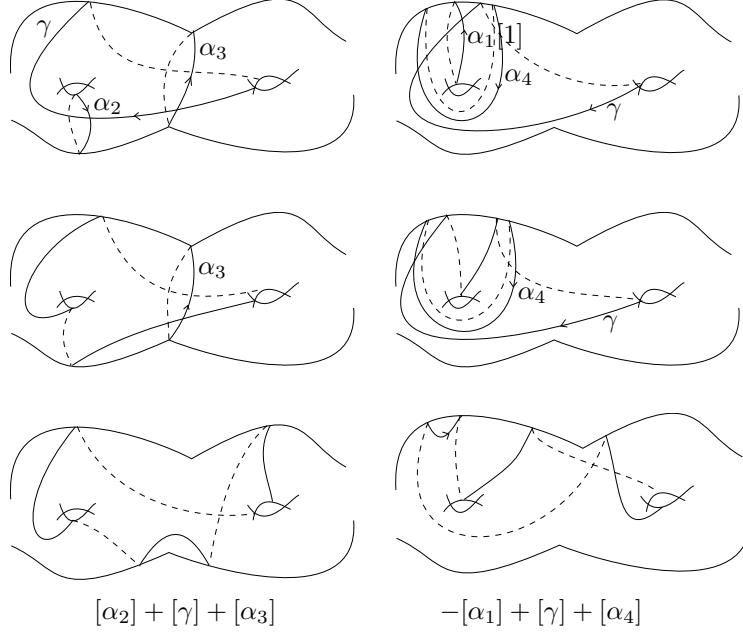 γ
α₃
α₂
α₁[1]
α₄
γ
α₃
α₄
γ
[α₂] + [γ] + [α₃]
−[α₁] + [γ] + [α₄]